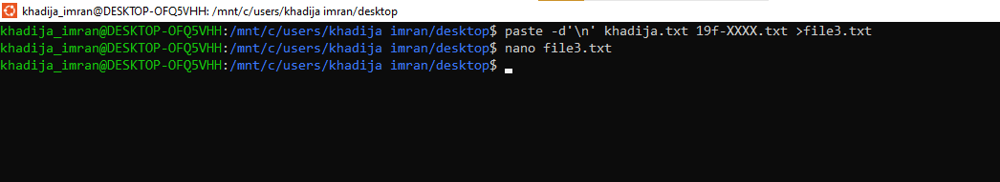 khadija_imran@DESKTOP-OFQ5VHH: /mnt/c/users/khadija imran/desktop
khadija_imran@DESKTOP-OFQ5VHH:/mnt/c/users/khadija imran/desktop$ paste -d'\n' khadija.txt 19f-XXXX.txt >file3.txt
khadija_imran@DESKTOP-OFQ5VHH:/mnt/c/users/khadija imran/desktop$ nano file3.txt
khadija_imran@DESKTOP-OFQ5VHH:/mnt/c/users/khadija imran/desktop$